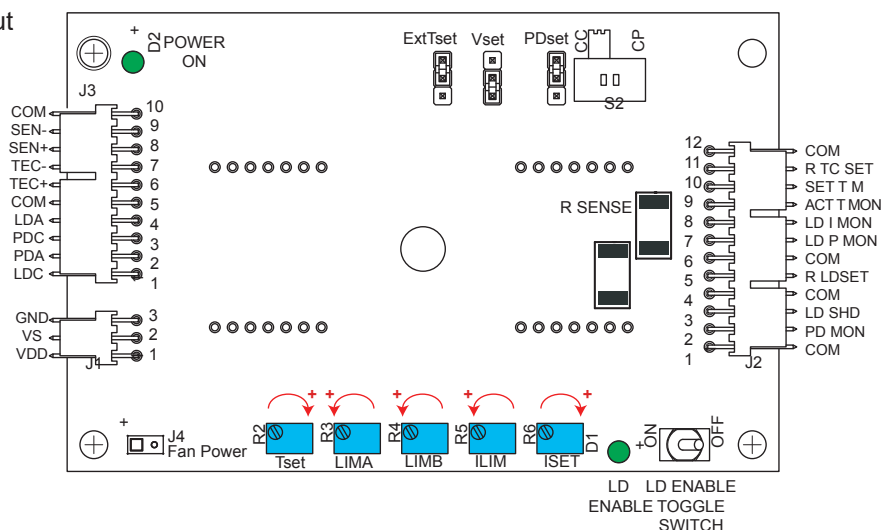 ut
+
D2
POWER
ON
ExtTset
Vset
PDset
CC
CP
S2
J3
COM 10
SEN- 9
SEN+ 8
TEC- 7
TEC+ 6
COM 5
LDA 4
PDC 3
PDA 2
LDC 1
GND 3
VS 2
VDD 1
J1
R SENSE
12 COM
11 R TC SET
10 SET T M
9 ACT T MON
8 LD I MON
7 LD P MON
6 COM
5 R LDSET
4 COM
3 LD SHD
2 PD MON
1 COM
J2
+
J4
Fan Power
+ + + + +
R2
Tset
R3
LIMA
R4
LIMB
R5
ILIM
R6
ISET
D1
+
ON
OFF
LD
ENABLE
LD ENABLE
TOGGLE
SWITCH